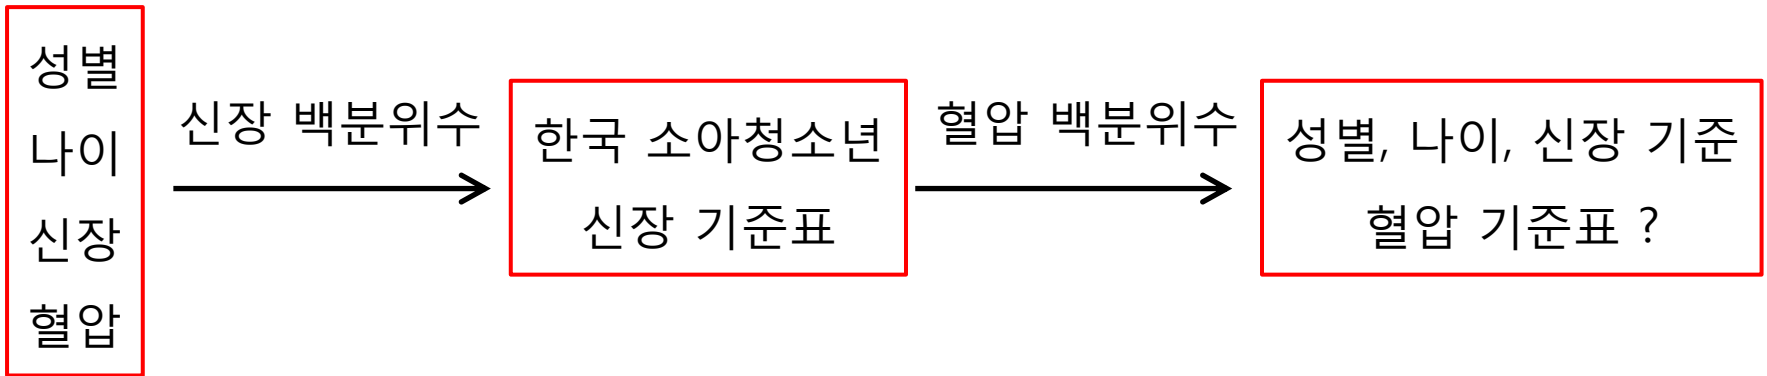 성별
나이
신장
혈압
신장 백분위수
한국 소아청소년
신장 기준표
혈압 백분위수
성별, 나이, 신장 기준
혈압 기준표 ?